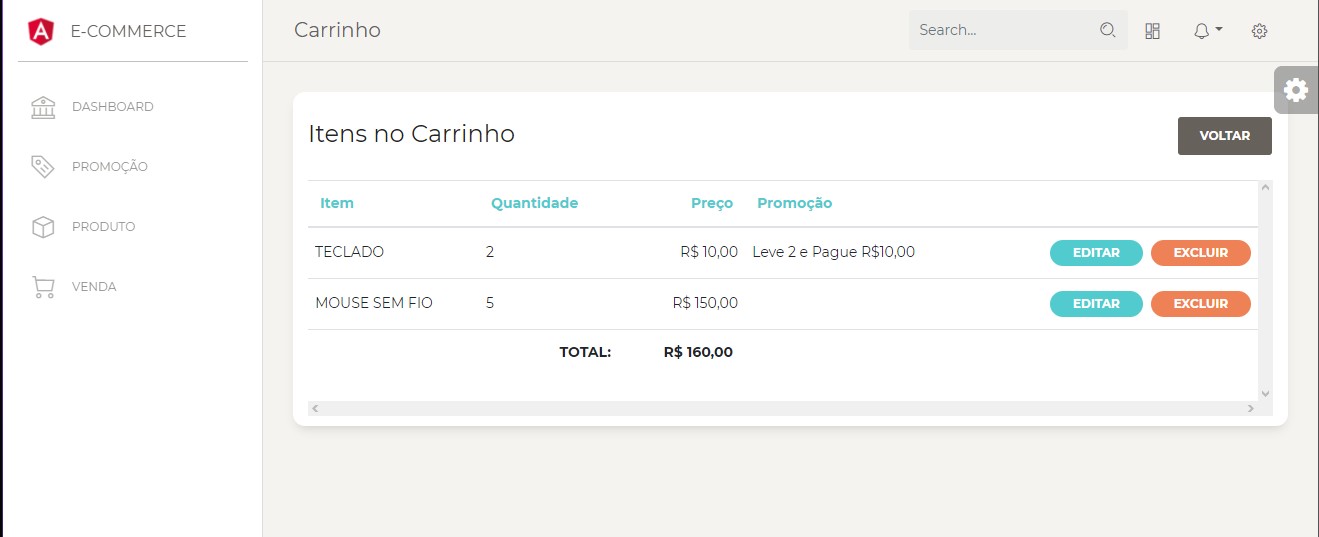 E-COMMERCE
Carrinho
Search...
DASHBOARD
PROMOÇÃO
PRODUTO
VENDA
Itens no Carrinho
VOLTAR
Item Quantidade Preço Promoção
TECLADO 2 R$ 10,00 Leve 2 e Pague R$10,00 EDITAR EXCLUIR
MOUSE SEM FIO 5 R$ 150,00 EDITAR EXCLUIR
TOTAL: R$ 160,00